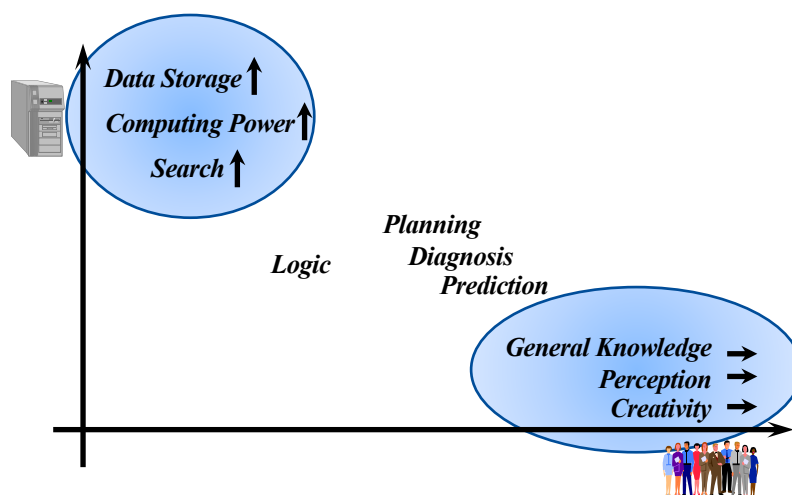 Data Storage
Computing Power
Search
Planning
Logic
Diagnosis
Prediction
General Knowledge
Perception
Creativity